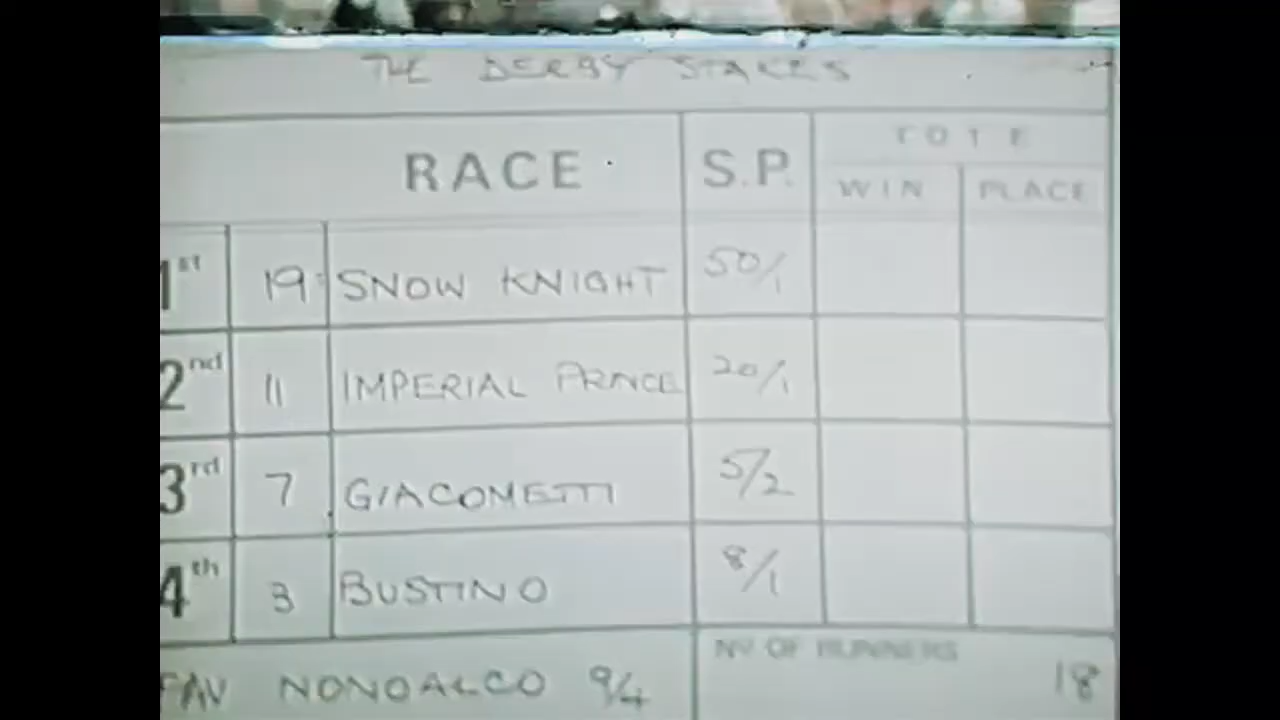 THE DERBY STAKES
RACE S.P. TOTE
WIN PLACE
1st 19 SNOW KNIGHT 50/1
2nd 11 IMPERIAL PRINCE 20/1
3rd 7 GIACOMETTI 5/2
4th 3 BUSTINO 8/1
No OF RUNNERS
FAV NONOALCO 9/4 18